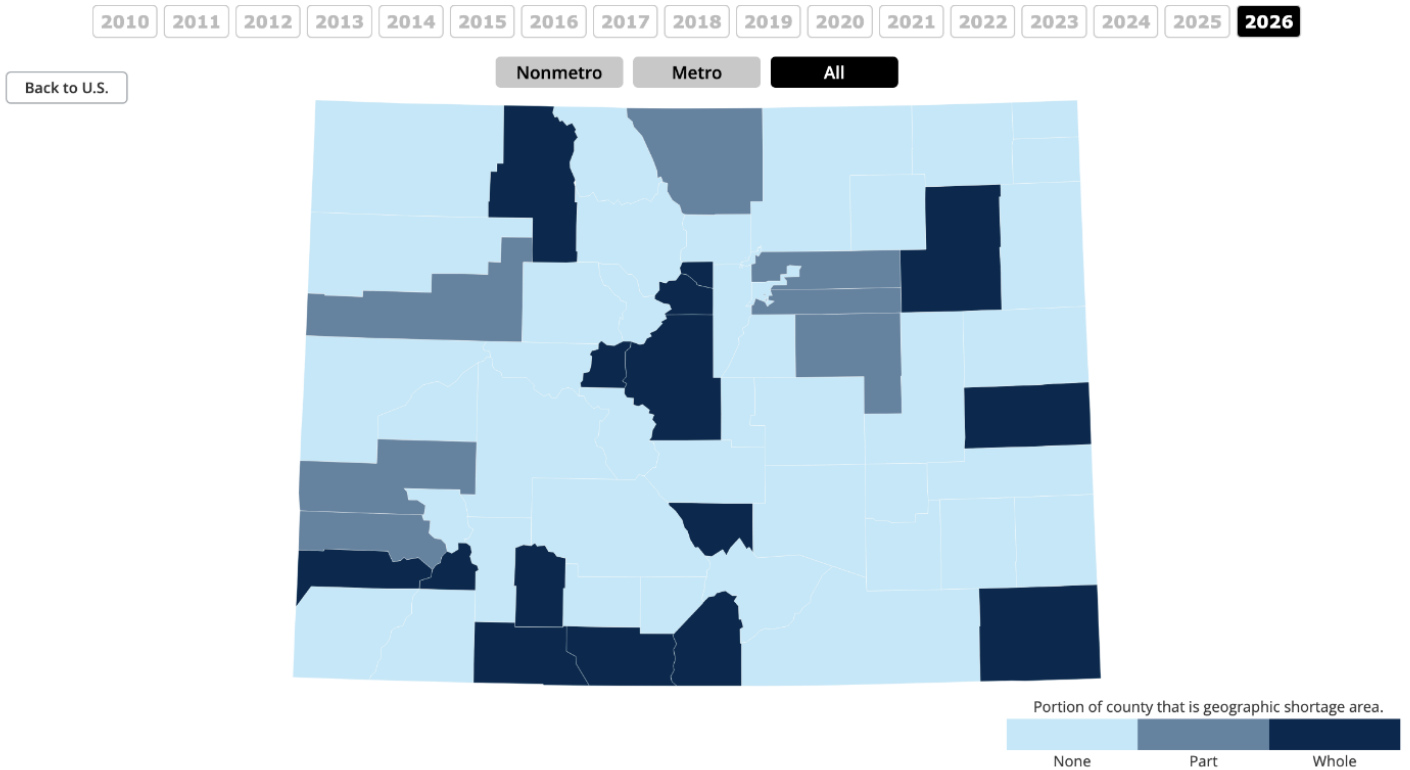 2010 2011 2012 2013 2014 2015 2016 2017 2018 2019 2020 2021 2022 2023 2024 2025 2026
Nonmetro Metro All
Back to U.S.
Portion of county that is geographic shortage area.
None Part Whole